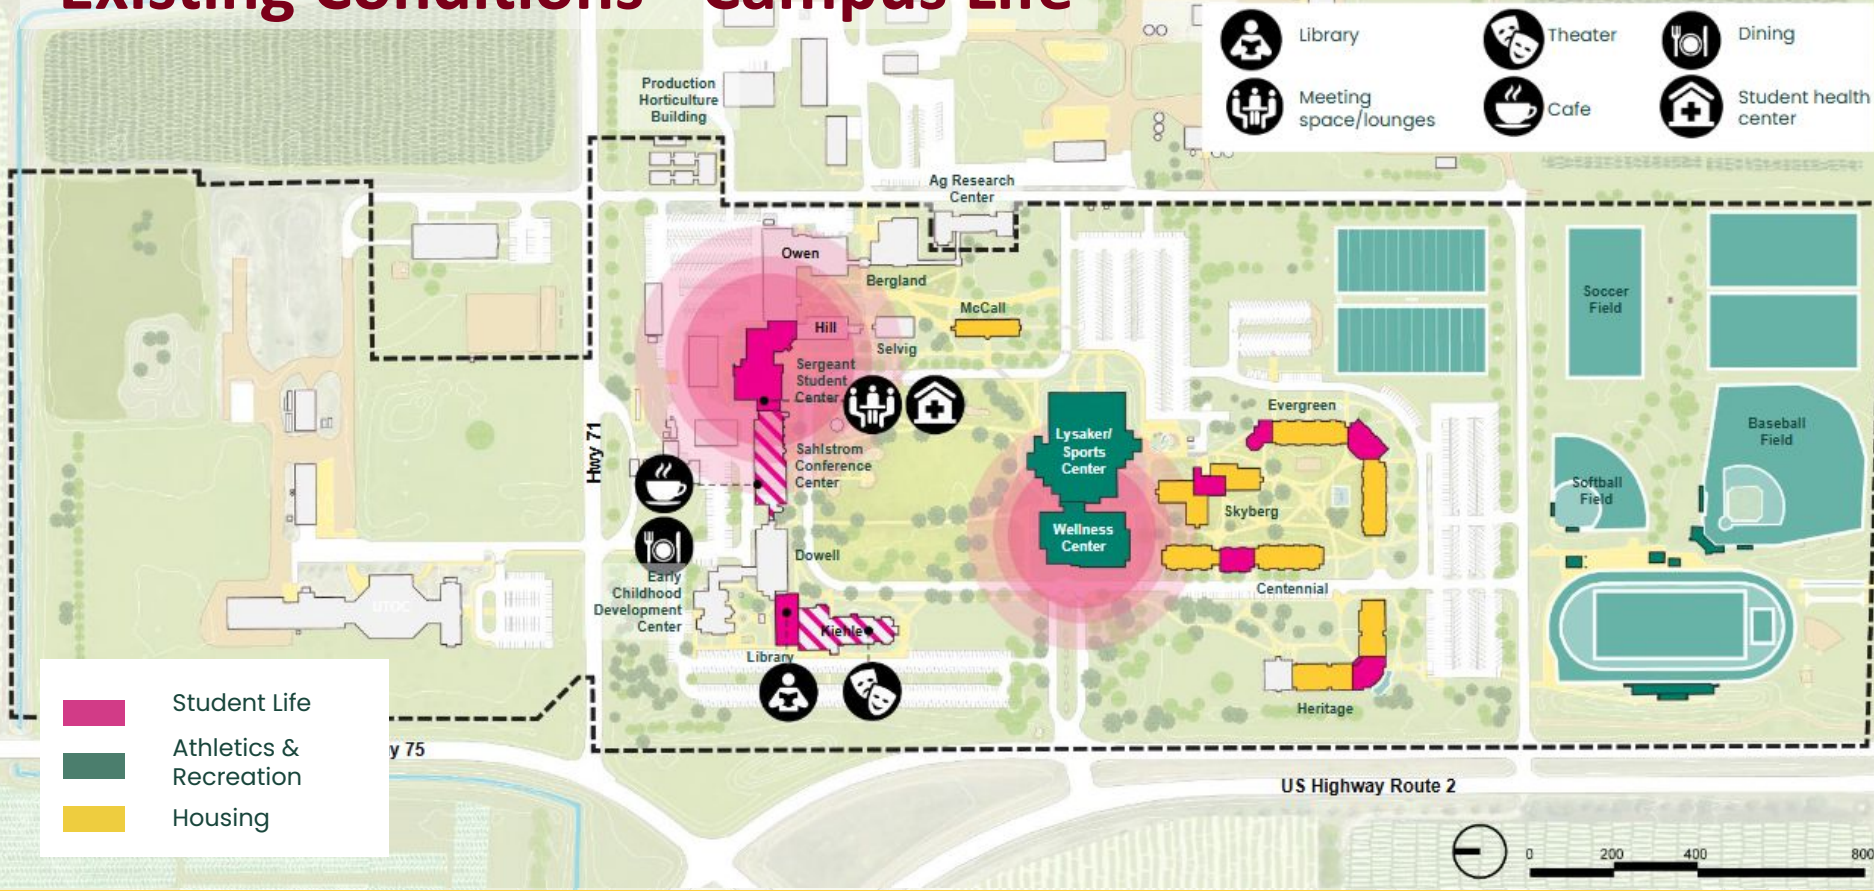 Existing Conditions - Campus Life
Library
Theater
Dining
Meeting
space/lounges
Cafe
Student health
center
Production
Horticulture
Building
Ag Research
Center
Owen
Bergland
McCall
Hill
Selvig
Sergeant
Student
Center
Soccer
Field
Evergreen
Baseball
Field
Hwy 71
Lysaker/
Sports
Center
Sahlstrom
Conference
Center
Softball
Field
Skyberg
Wellness
Center
Dowell
Early
Childhood
Development
Center
Centennial
UTOC
Kiehle
Library
Heritage
Student Life
Athletics &
Recreation
Housing
y 75
US Highway Route 2
0 200 400 800